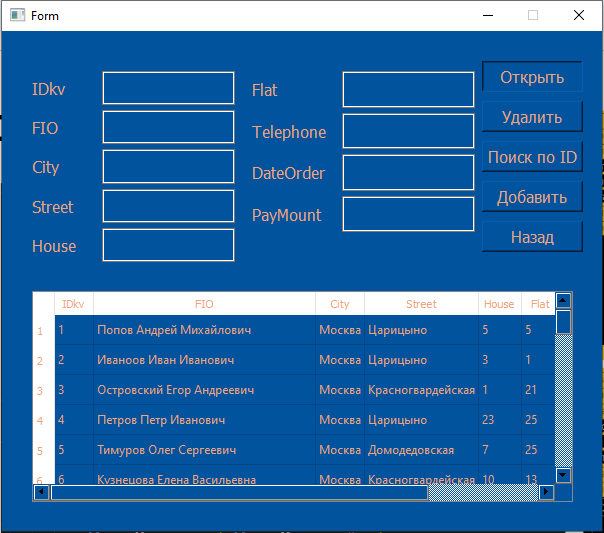 Form
IDkv
FIO
City
Street
House
Flat
Telephone
DateOrder
PayMount
Открыть
Удалить
Поиск по ID
Добавить
Назад
IDkv FIO City Street House Flat
1 1 Попов Андрей Михайлович Москва Царицыно 5 5
2 2 Иваноов Иван Иванович Москва Царицыно 3 1
3 3 Островский Егор Андреевич Москва Красногвардейская 1 21
4 4 Петров Петр Иванович Москва Царицыно 23 25
5 5 Тимуров Олег Сергеевич Москва Домодедовская 7 25
6 6 Кузнецова Елена Васильевна Москва Красногвардейская 10 13